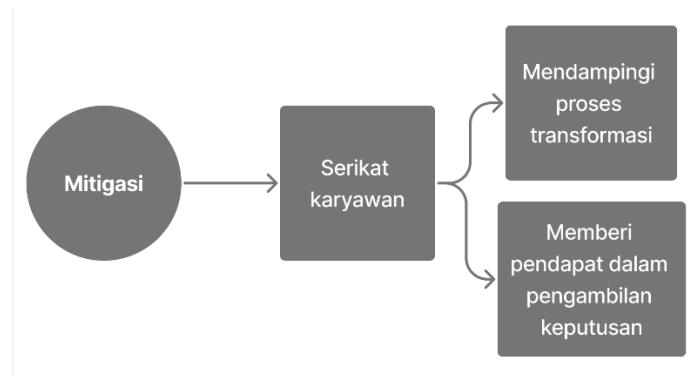 Mitigasi
Serikat
karyawan
Mendampingi
proses
transformasi
Memberi
pendapat dalam
pengambilan
keputusan